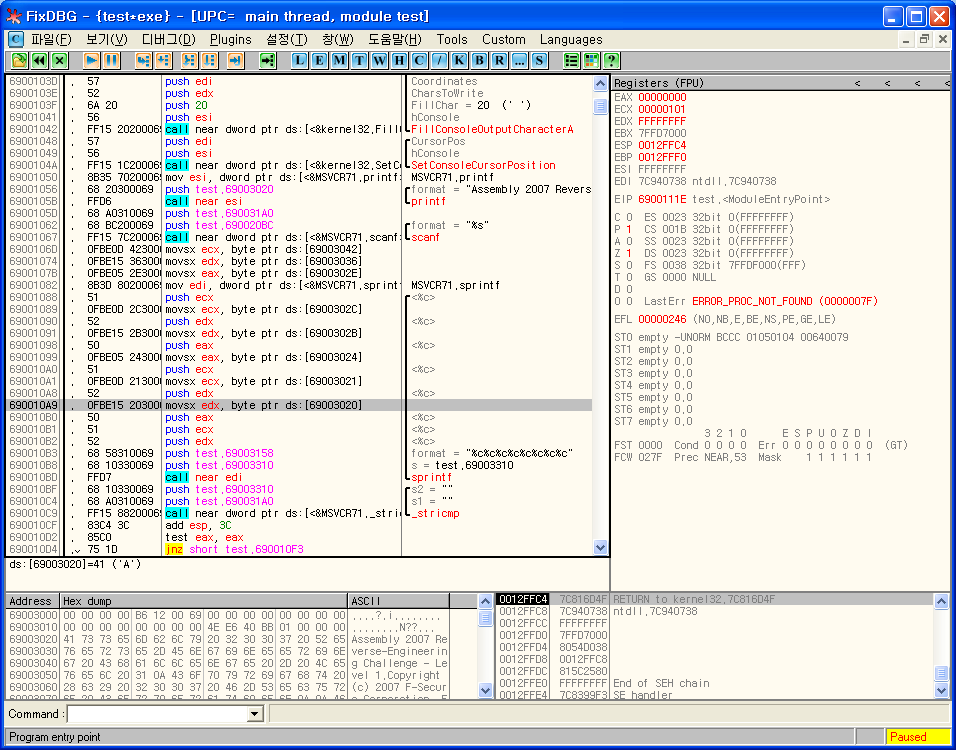 FixDBG - {test*exe} - [UPC= main thread, module test]
C 파일(F) 보기(V) 디버그(D) Plugins 설정(T) 창(W) 도움말(H) Tools Custom Languages
L E M T W H C / K B R ... S ?
6900103D . 57 push edi Coordinates
6900103E . 52 push edx CharsToWrite
6900103F . 6A 20 push 20 FillChar = 20 (' ')
69001041 . 56 push esi hConsole
69001042 . FF15 2020006 call near dword ptr ds:[<&kernel32,Fill FillConsoleOutputCharacterA
69001048 . 57 push edi CursorPos
69001049 . 56 push esi hConsole
6900104A . FF15 1C20006 call near dword ptr ds:[<&kernel32,SetC SetConsoleCursorPosition
69001050 . 8B35 7020006 mov esi, dword ptr ds:[<&MSVCR71,printf MSVCR71,printf
69001056 . 68 20300069 push test,69003020 format = "Assembly 2007 Revers
6900105B . FFD6 call near esi printf
6900105D . 68 A0310069 push test,690031A0
69001062 . 68 BC200069 push test,690020BC format = "%s"
69001067 . FF15 7C20006 call near dword ptr ds:[<&MSVCR71,scanf scanf
6900106D . 0FBE0D 42300 movsx ecx, byte ptr ds:[69003042]
69001074 . 0FBE15 36300 movsx edx, byte ptr ds:[69003036]
6900107B . 0FBE05 2E300 movsx eax, byte ptr ds:[6900302E]
69001082 . 8B3D 8020006 mov edi, dword ptr ds:[<&MSVCR71,sprint MSVCR71,sprintf
69001088 . 51 push ecx <%c>
69001089 . 0FBE0D 2C300 movsx ecx, byte ptr ds:[6900302C]
69001090 . 52 push edx <%c>
69001091 . 0FBE15 2B300 movsx edx, byte ptr ds:[6900302B]
69001098 . 50 push eax <%c>
69001099 . 0FBE05 24300 movsx eax, byte ptr ds:[69003024]
690010A0 . 51 push ecx <%c>
690010A1 . 0FBE0D 21300 movsx ecx, byte ptr ds:[69003021]
690010A8 . 52 push edx <%c>
690010A9 . 0FBE15 20300 movsx edx, byte ptr ds:[69003020]
690010B0 . 50 push eax <%c>
690010B1 . 51 push ecx <%c>
690010B2 . 52 push edx <%c>
690010B3 . 68 58310069 push test,69003158 format = "%c%c%c%c%c%c%c%c"
690010B8 . 68 10330069 push test,69003310 s = test,69003310
690010BD . FFD7 call near edi sprintf
690010BF . 68 10330069 push test,69003310 s2 = ""
690010C4 . 68 A0310069 push test,690031A0 s1 = ""
690010C9 . FF15 8820006 call near dword ptr ds:[<&MSVCR71,_stric _stricmp
690010CF . 83C4 3C add esp, 3C
690010D2 . 85C0 test eax, eax
690010D4 . 75 1D jnz short test,690010F3
ds:[69003020]=41 ('A')
Registers (FPU) < < < <
EAX 00000000
ECX 00000101
EDX FFFFFFFF
EBX 7FFD7000
ESP 0012FFC4
EBP 0012FFF0
ESI FFFFFFFF
EDI 7C940738 ntdll,7C940738
EIP 6900111E test,<ModuleEntryPoint>
C 0 ES 0023 32bit 0(FFFFFFFF)
P 1 CS 001B 32bit 0(FFFFFFFF)
A 0 SS 0023 32bit 0(FFFFFFFF)
Z 1 DS 0023 32bit 0(FFFFFFFF)
S 0 FS 0038 32bit 7FFDF000(FFF)
T 0 GS 0000 NULL
D 0
O 0 LastErr ERROR_PROC_NOT_FOUND (0000007F)
EFL 00000246 (NO,NB,E,BE,NS,PE,GE,LE)
ST0 empty -UNORM BCCC 01050104 00640079
ST1 empty 0,0
ST2 empty 0,0
ST3 empty 0,0
ST4 empty 0,0
ST5 empty 0,0
ST6 empty 0,0
ST7 empty 0,0
3 2 1 0 E S P U O Z D I
FST 0000 Cond 0 0 0 0 Err 0 0 0 0 0 0 0 0 (GT)
FCW 027F Prec NEAR,53 Mask 1 1 1 1 1 1
Address Hex dump ASCII
69003000 00 00 00 00 B6 12 00 69 00 00 00 00 00 00 00 00 ....?,i........
69003010 00 00 00 00 00 00 00 00 4E E6 40 BB 01 00 00 00 ........N??....
69003020 41 73 73 65 6D 62 6C 79 20 32 30 30 37 20 52 65 Assembly 2007 Re
69003030 76 65 72 73 65 2D 45 6E 67 69 6E 65 65 72 69 6E verse-Engineerin
69003040 67 20 43 68 61 6C 6C 65 6E 67 65 20 2D 20 4C 65 g Challenge - Le
69003050 76 65 6C 20 31 0A 43 6F 70 79 72 69 67 68 74 20 vel 1,Copyright
69003060 28 63 29 20 32 30 30 37 20 46 2D 53 65 63 75 72 (c) 2007 F-Secur
0012FFC4 7C816D4F RETURN to kernel32,7C816D4F
0012FFC8 7C940738 ntdll,7C940738
0012FFCC FFFFFFFF
0012FFD0 7FFD7000
0012FFD4 8054D038
0012FFD8 0012FFC8
0012FFDC 815C2580
0012FFE0 FFFFFFFF End of SEH chain
0012FFE4 7C8399F3 SE handler
Command :
Program entry point
Paused